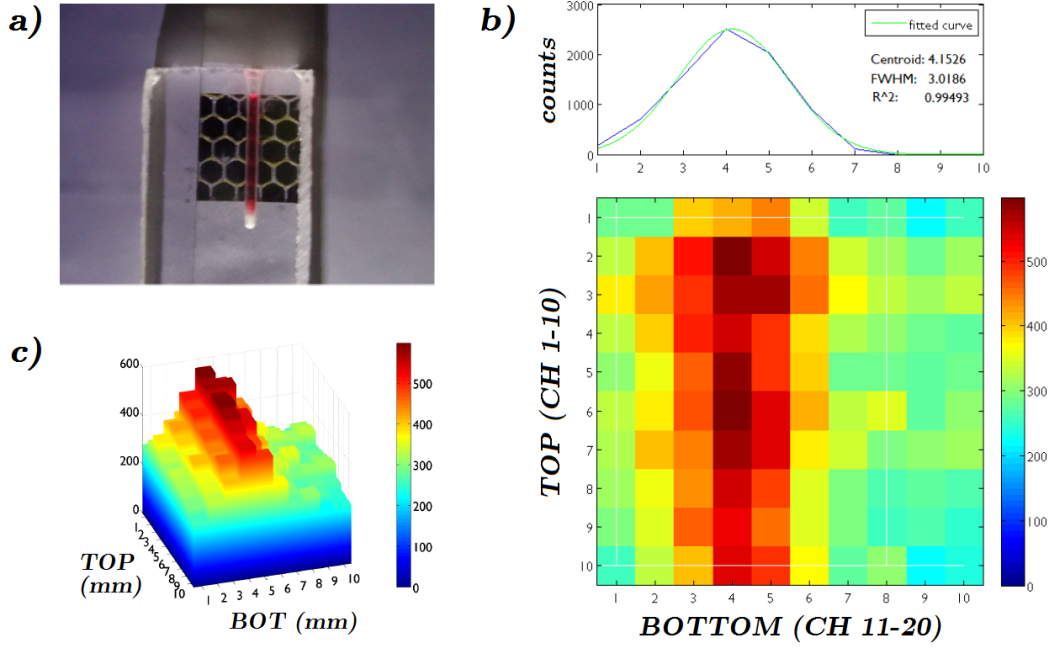 a)
b)
3000
2000
1000
0
counts
fitted curve
Centroid: 4.1526
FWHM: 3.0186
R^2: 0.99493
1 2 3 4 5 6 7 8 9 10
1
2
3
4
5
6
7
8
9
10
TOP (CH 1-10)
1 2 3 4 5 6 7 8 9 10
BOTTOM (CH 11-20)
500
400
300
200
100
0
c)
600
400
200
0
1
2
3
4
5
6
7
8
9
10
TOP
(mm)
1 2 3 4 5 6 7 8 9 10
BOT (mm)
500
400
300
200
100
0